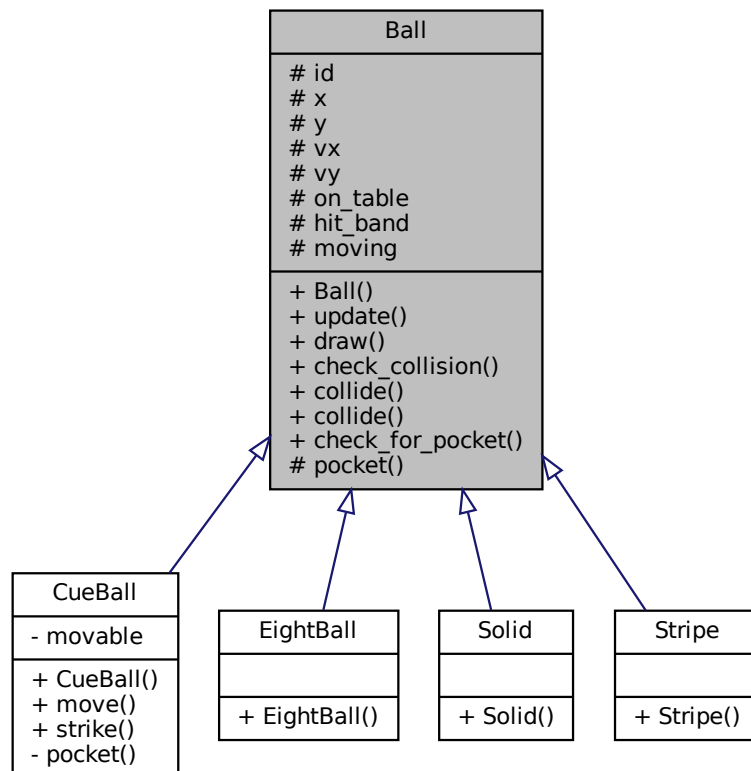 Ball
# id
# x
# y
# vx
# vy
# on_table
# hit_band
# moving
+ Ball()
+ update()
+ draw()
+ check_collision()
+ collide()
+ collide()
+ check_for_pocket()
# pocket()
CueBall
- movable
+ CueBall()
+ move()
+ strike()
- pocket()
EightBall
+ EightBall()
Solid
+ Solid()
Stripe
+ Stripe()